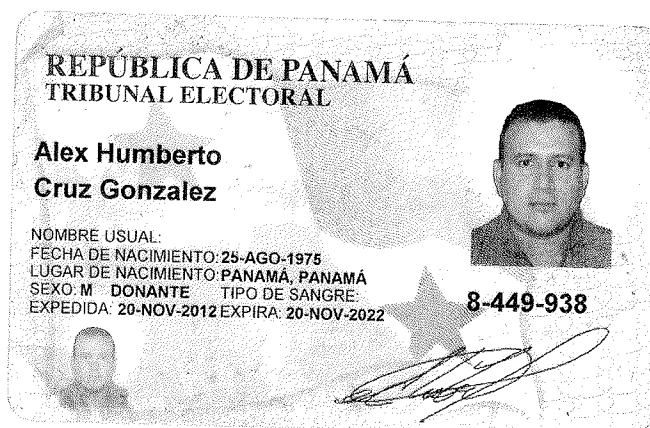 REPÚBLICA DE PANAMÁ
TRIBUNAL ELECTORAL
Alex Humberto
Cruz Gonzalez
NOMBRE USUAL:
FECHA DE NACIMIENTO: 25-AGO-1975
LUGAR DE NACIMIENTO: PANAMÁ, PANAMÁ
SEXO: M DONANTE TIPO DE SANGRE:
EXPEDIDA: 20-NOV-2012 EXPIRA: 20-NOV-2022
8-449-938